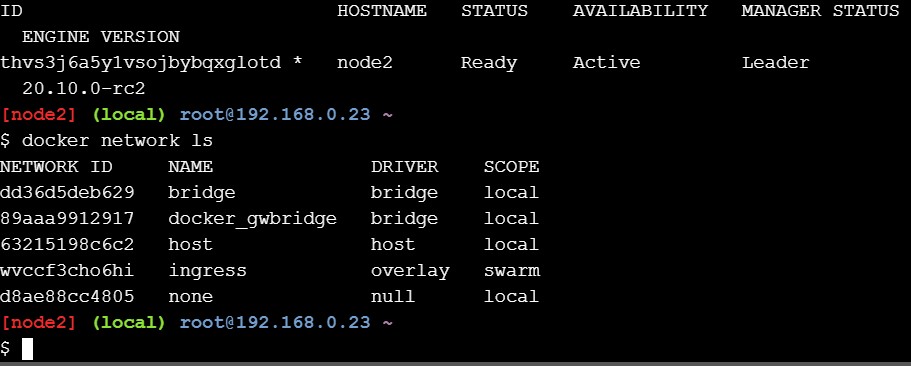 ID                            HOSTNAME   STATUS    AVAILABILITY   MANAGER STATUS
  ENGINE VERSION
thvs3j6a5y1vsojbybqxglotd *   node2      Ready     Active         Leader
  20.10.0-rc2
[node2] (local) root@192.168.0.23 ~
$ docker network ls
NETWORK ID     NAME              DRIVER    SCOPE
dd36d5deb629   bridge            bridge    local
89aaa9912917   docker_gwbridge   bridge    local
63215198c6c2   host              host      local
wvccf3cho6hi   ingress           overlay   swarm
d8ae88cc4805   none              null      local
[node2] (local) root@192.168.0.23 ~
$